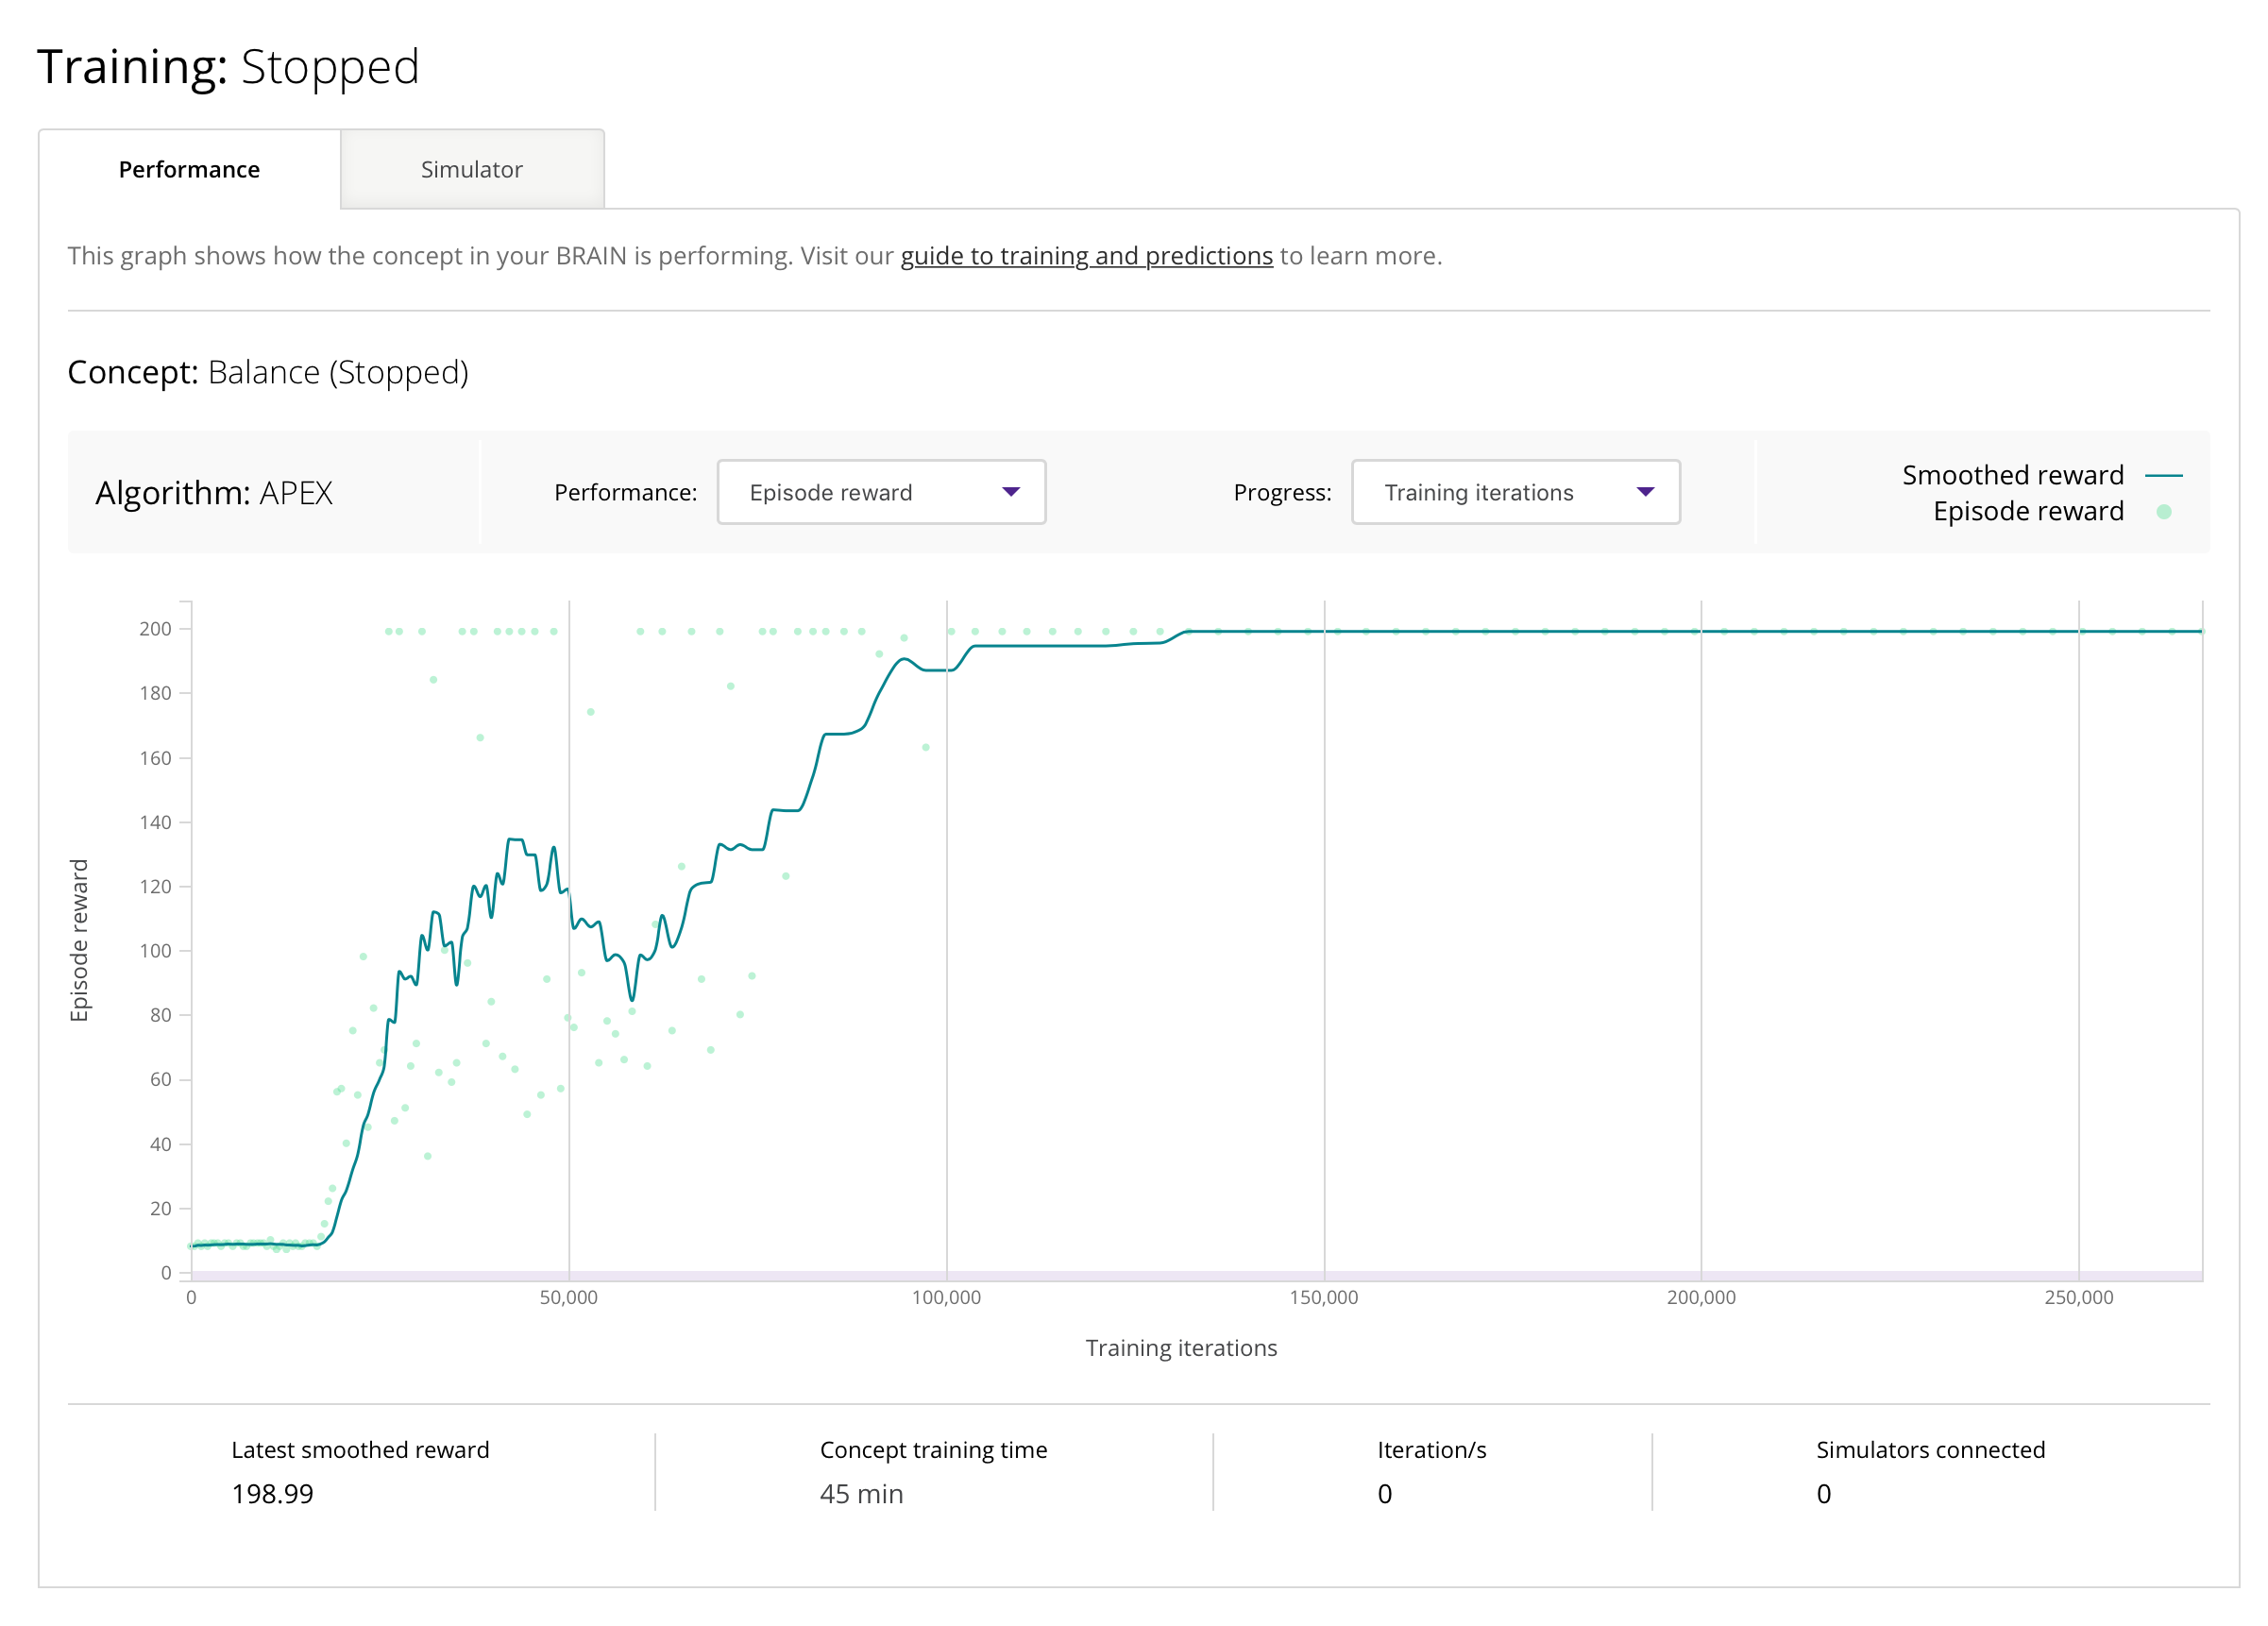 Training: Stopped
Performance
Simulator
This graph shows how the concept in your BRAIN is performing. Visit our guide to training and predictions to learn more.
Concept: Balance (Stopped)
Algorithm: APEX
Performance:
Episode reward
Progress:
Training iterations
Smoothed reward
Episode reward
200
180
160
140
120
100
80
60
40
20
0
Episode reward
0
50,000
100,000
150,000
200,000
250,000
Training iterations
Latest smoothed reward
198.99
Concept training time
45 min
Iteration/s
0
Simulators connected
0